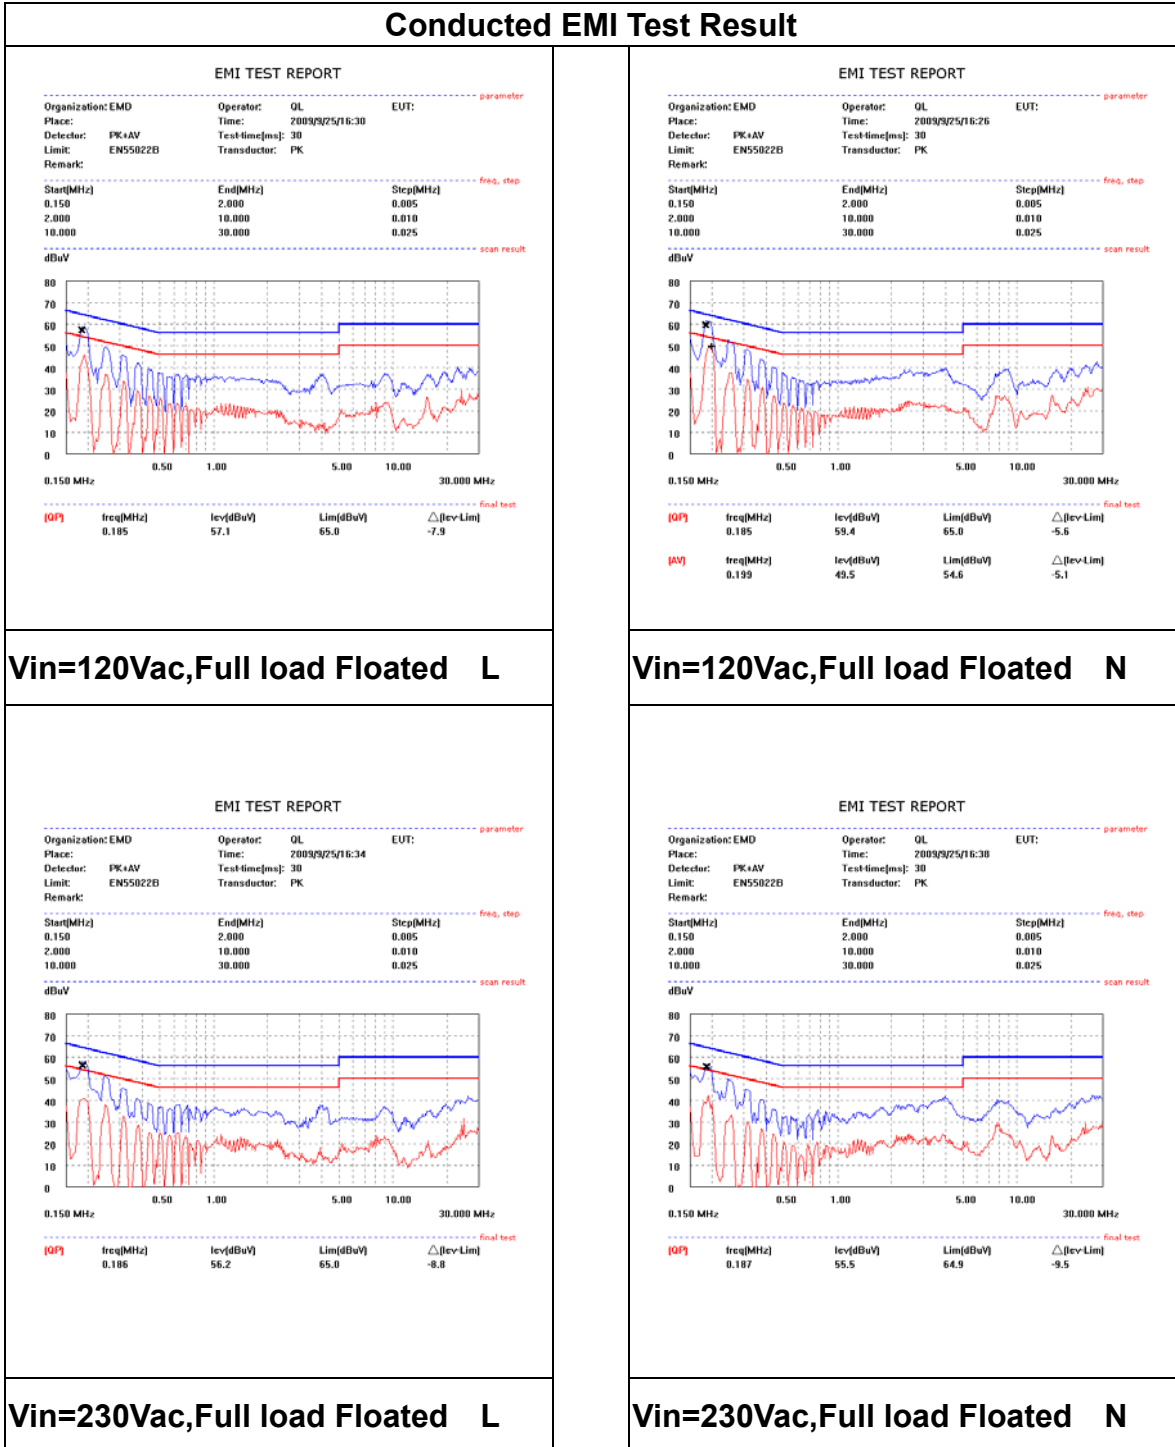 Conducted EMI Test Result
EMI TEST REPORT
parameter
Organization: EMD Operator: QL EUT:
Place: Time: 2009/9/25/16:30
Detector: PK+AV Test-time[ms]: 30
Limit: EN55022B Transductor: PK
Remark:
freq, step
Start[MHz] End[MHz] Step[MHz]
0.150 2.000 0.005
2.000 10.000 0.010
10.000 30.000 0.025
scan result
dBuV
80
70
60
50
40
30
20
10
0
0.50 1.00 5.00 10.00
0.150 MHz 30.000 MHz
final test
[QP] freq[MHz] lev[dBuV] Lim[dBuV] △[lev-Lim]
0.185 57.1 65.0 -7.9
Vin=120Vac,Full load Floated L
EMI TEST REPORT
parameter
Organization: EMD Operator: QL EUT:
Place: Time: 2009/9/25/16:26
Detector: PK+AV Test-time[ms]: 30
Limit: EN55022B Transductor: PK
Remark:
freq, step
Start[MHz] End[MHz] Step[MHz]
0.150 2.000 0.005
2.000 10.000 0.010
10.000 30.000 0.025
scan result
dBuV
80
70
60
50
40
30
20
10
0
0.50 1.00 5.00 10.00
0.150 MHz 30.000 MHz
final test
[QP] freq[MHz] lev[dBuV] Lim[dBuV] △[lev-Lim]
0.185 59.4 65.0 -5.6
[AV] freq[MHz] lev[dBuV] Lim[dBuV] △[lev-Lim]
0.199 49.5 54.6 -5.1
Vin=120Vac,Full load Floated N
EMI TEST REPORT
parameter
Organization: EMD Operator: QL EUT:
Place: Time: 2009/9/25/16:34
Detector: PK+AV Test-time[ms]: 30
Limit: EN55022B Transductor: PK
Remark:
freq, step
Start[MHz] End[MHz] Step[MHz]
0.150 2.000 0.005
2.000 10.000 0.010
10.000 30.000 0.025
scan result
dBuV
80
70
60
50
40
30
20
10
0
0.50 1.00 5.00 10.00
0.150 MHz 30.000 MHz
final test
[QP] freq[MHz] lev[dBuV] Lim[dBuV] △[lev-Lim]
0.186 56.2 65.0 -8.8
Vin=230Vac,Full load Floated L
EMI TEST REPORT
parameter
Organization: EMD Operator: QL EUT:
Place: Time: 2009/9/25/16:38
Detector: PK+AV Test-time[ms]: 30
Limit: EN55022B Transductor: PK
Remark:
freq, step
Start[MHz] End[MHz] Step[MHz]
0.150 2.000 0.005
2.000 10.000 0.010
10.000 30.000 0.025
scan result
dBuV
80
70
60
50
40
30
20
10
0
0.50 1.00 5.00 10.00
0.150 MHz 30.000 MHz
final test
[QP] freq[MHz] lev[dBuV] Lim[dBuV] △[lev-Lim]
0.187 55.5 64.9 -9.5
Vin=230Vac,Full load Floated N